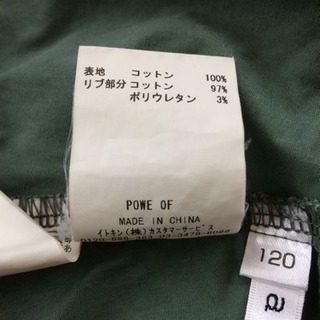 表地 コットン 100%
リブ部分 コットン 97%
ポリウレタン 3%
POWE OF
MADE IN CHINA
イトキン(株)カスタマーサービス
120